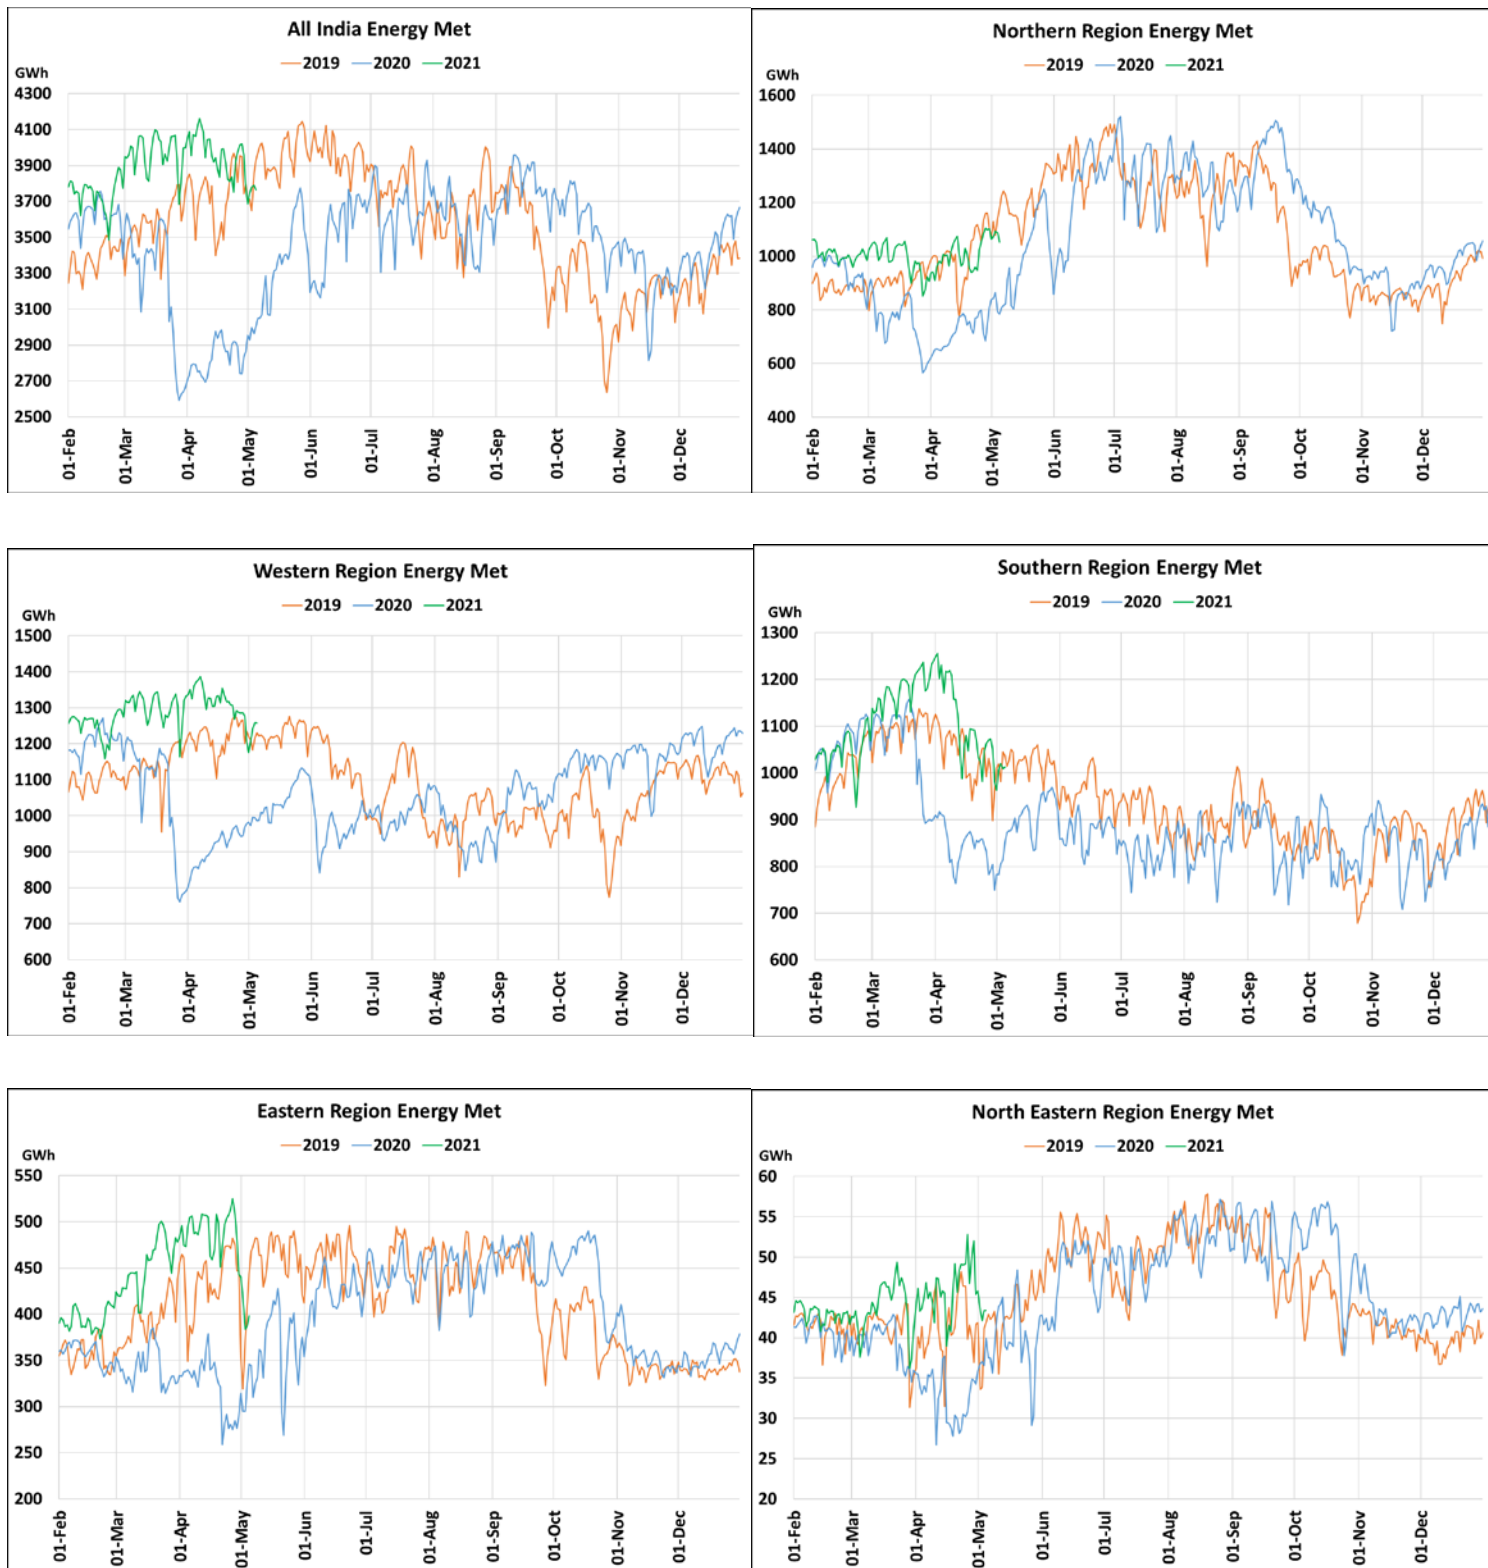 All India Energy Met
2019 2020 2021
GWh
4300
4100
3900
3700
3500
3300
3100
2900
2700
2500
01-Feb
01-Mar
01-Apr
01-May
01-Jun
01-Jul
01-Aug
01-Sep
01-Oct
01-Nov
01-Dec
Northern Region Energy Met
2019 2020 2021
GWh
1600
1400
1200
1000
800
600
400
01-Feb
01-Mar
01-Apr
01-May
01-Jun
01-Jul
01-Aug
01-Sep
01-Oct
01-Nov
01-Dec
Western Region Energy Met
2019 2020 2021
GWh
1500
1400
1300
1200
1100
1000
900
800
700
600
01-Feb
01-Mar
01-Apr
01-May
01-Jun
01-Jul
01-Aug
01-Sep
01-Oct
01-Nov
01-Dec
Southern Region Energy Met
2019 2020 2021
GWh
1300
1200
1100
1000
900
800
700
600
01-Feb
01-Mar
01-Apr
01-May
01-Jun
01-Jul
01-Aug
01-Sep
01-Oct
01-Nov
01-Dec
Eastern Region Energy Met
2019 2020 2021
GWh
550
500
450
400
350
300
250
200
01-Feb
01-Mar
01-Apr
01-May
01-Jun
01-Jul
01-Aug
01-Sep
01-Oct
01-Nov
01-Dec
North Eastern Region Energy Met
2019 2020 2021
GWh
60
55
50
45
40
35
30
25
20
01-Feb
01-Mar
01-Apr
01-May
01-Jun
01-Jul
01-Aug
01-Sep
01-Oct
01-Nov
01-Dec